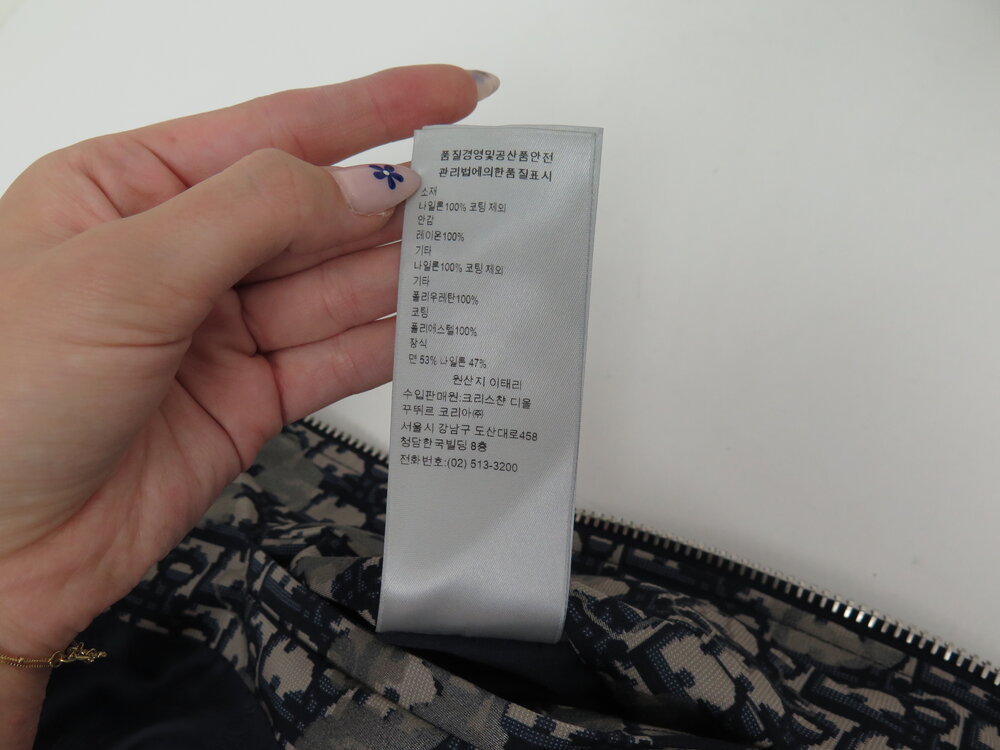 품질경영및공산품안전
관리법에의한품질표시
소재
나일론100% 코팅 제외
안감
레이온100%
기타
나일론100% 코팅 제외
기타
폴리우레탄100%
코팅
폴리에스텔100%
장식
면 53% 나일론 47%
원산지 이태리
수입판매원:크리스챤 디올
꾸뛰르 코리아㈜
서울시 강남구 도산대로458
청담한국빌딩 8층
전화번호:(02) 513-3200